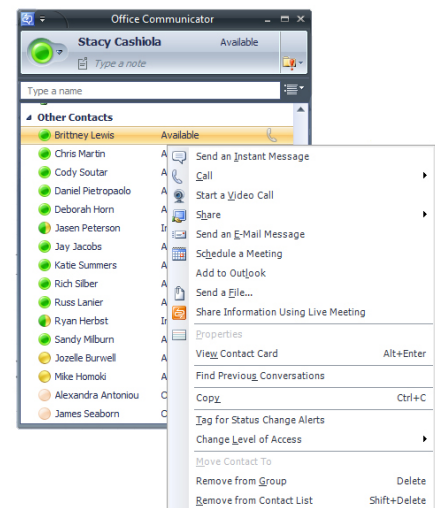 Office Communicator
Stacy Cashiola Available
Type a note
Type a name
Other Contacts
Brittney Lewis Available
Chris Martin A
Cody Soutar A
Daniel Pietropaolo A
Deborah Horn A
Jasen Peterson I
Jay Jacobs A
Katie Summers A
Rich Silber A
Russ Lanier A
Ryan Herbst I
Sandy Milburn A
Jozelle Burwell A
Mike Homoki A
Alexandra Antoniou O
James Seaborn O
Send an Instant Message
Call
Start a Video Call
Share
Send an E-Mail Message
Schedule a Meeting
Add to Outlook
Send a File...
Share Information Using Live Meeting
Properties
View Contact Card Alt+Enter
Find Previous Conversations
Copy Ctrl+C
Tag for Status Change Alerts
Change Level of Access
Move Contact To
Remove from Group Delete
Remove from Contact List Shift+Delete